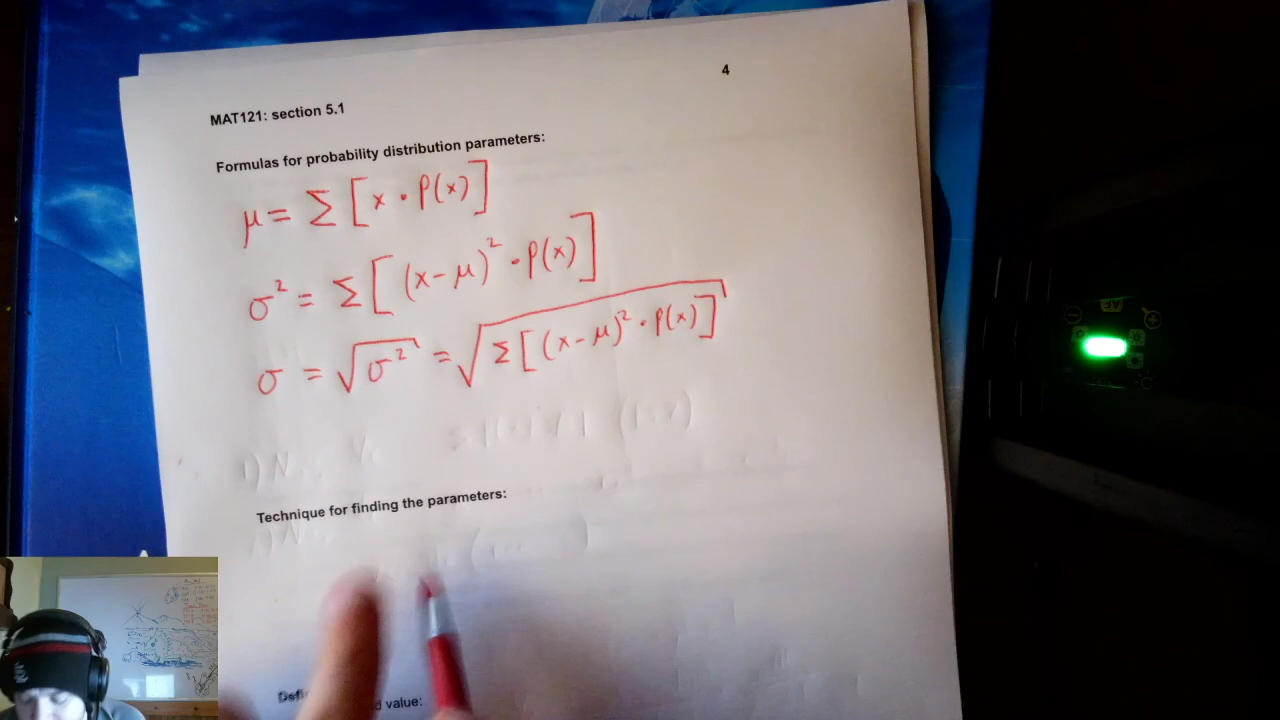 4
MAT121: section 5.1
Formulas for probability distribution parameters:
μ = Σ [x • P(x)]
σ² = Σ [(x - μ)² • P(x)]
σ = √σ² = √Σ [(x - μ)² • P(x)]
Technique for finding the parameters:
value: